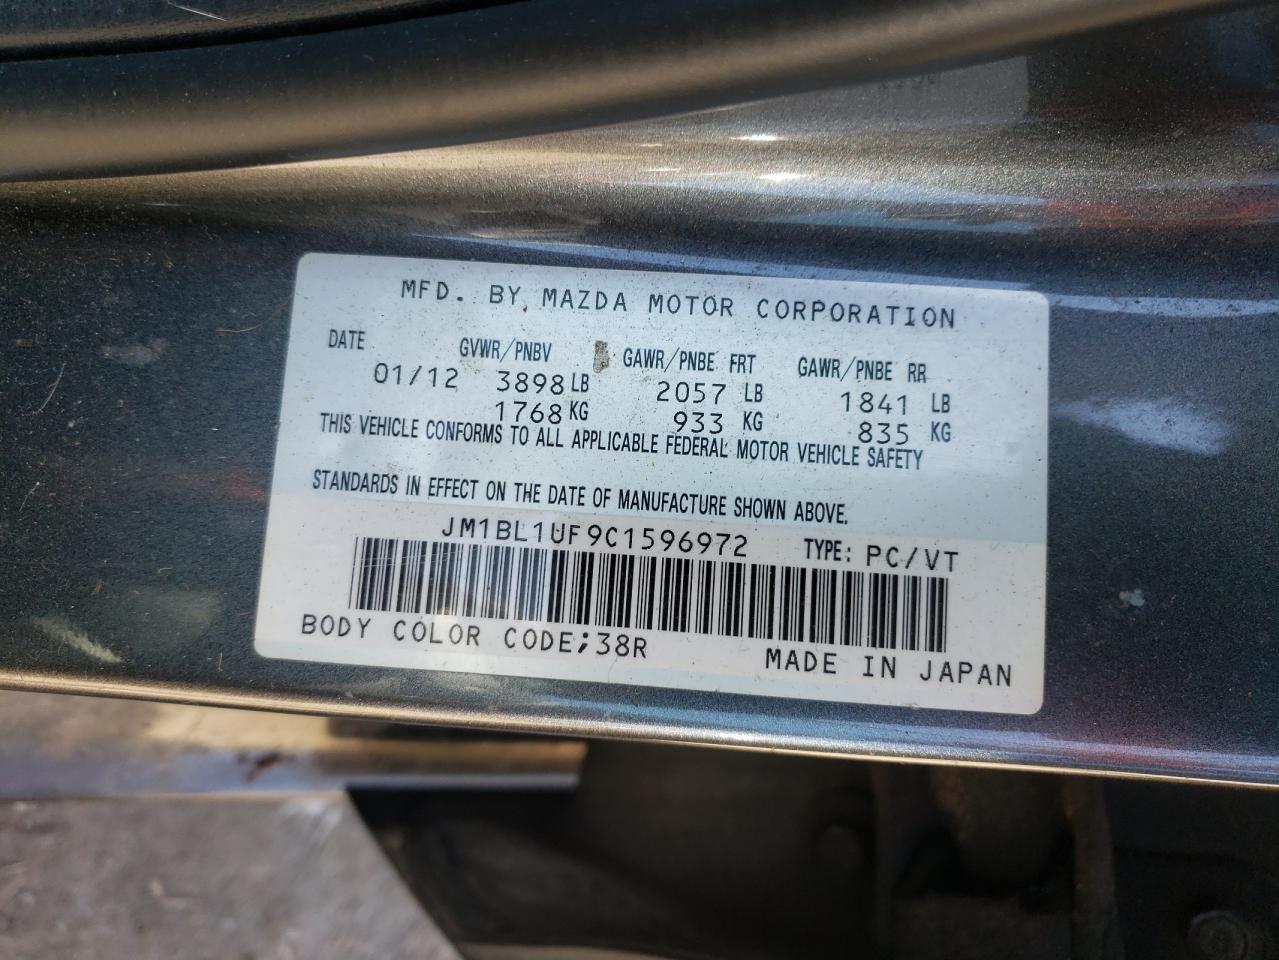 MFD. BY MAZDA MOTOR CORPORATION
DATE GVWR/PNBV GAWR/PNBE FRT GAWR/PNBE RR
01/12 3898 LB 2057 LB 1841 LB
1768 KG 933 KG 835 KG
THIS VEHICLE CONFORMS TO ALL APPLICABLE FEDERAL MOTOR VEHICLE SAFETY
STANDARDS IN EFFECT ON THE DATE OF MANUFACTURE SHOWN ABOVE.
JM1BL1UF9C1596972 TYPE: PC/VT
BODY COLOR CODE;38R
MADE IN JAPAN